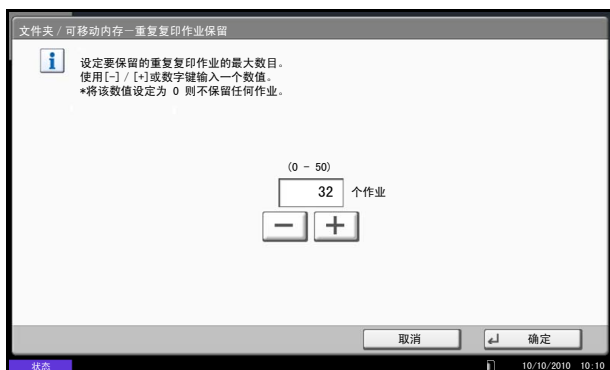 文件夹/可移动内存－重复复印作业保留
设定要保留的重复复印作业的最大数目。
使用[-] / [+]或数字键输入一个数值。
*将该数值设定为 0 则不保留任何作业。
(0 - 50)
32 个作业
取消 确定
状态 10/10/2010 10:10